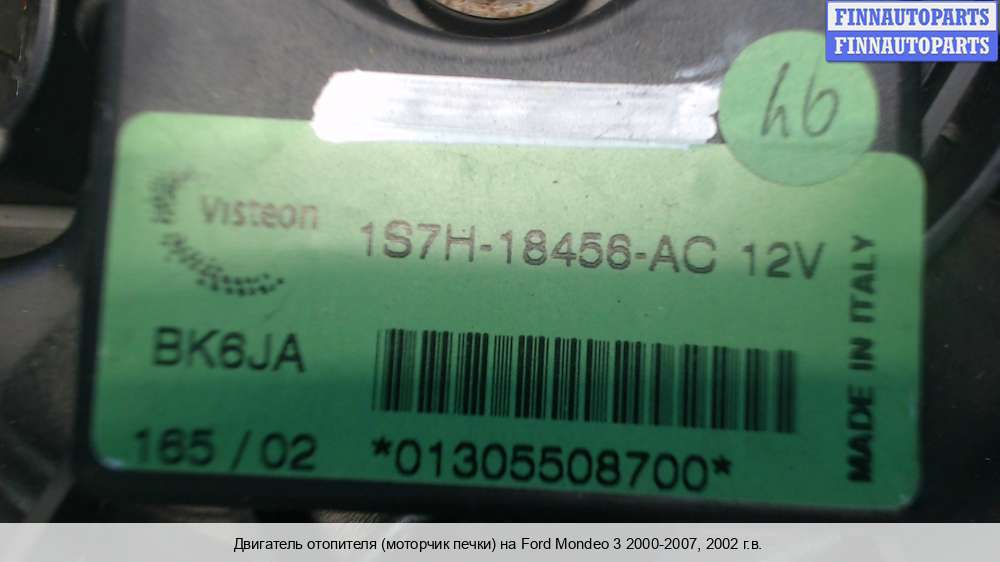 FINNAUTOPARTS
FINNAUTOPARTS
Visteon
1S7H-18456-AC 12V
BK6JA
165 / 02
*01305508700*
MADE IN ITALY
Двигатель отопителя (моторчик печки) на Ford Mondeo 3 2000-2007, 2002 г.в.